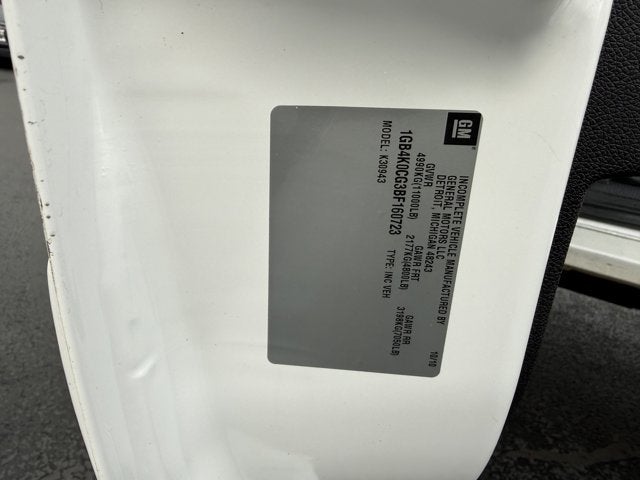 GM
INCOMPLETE VEHICLE MANUFACTURED BY
GENERAL MOTORS LLC
DETROIT, MICHIGAN 48243 10/10
GVWR GAWR FRT GAWR RR
4990KG(11000LB) 2177KG(4800LB) 3198KG(7050LB)
1GB4K0CG3BF160723 TYPE: INC VEH
MODEL: K30943